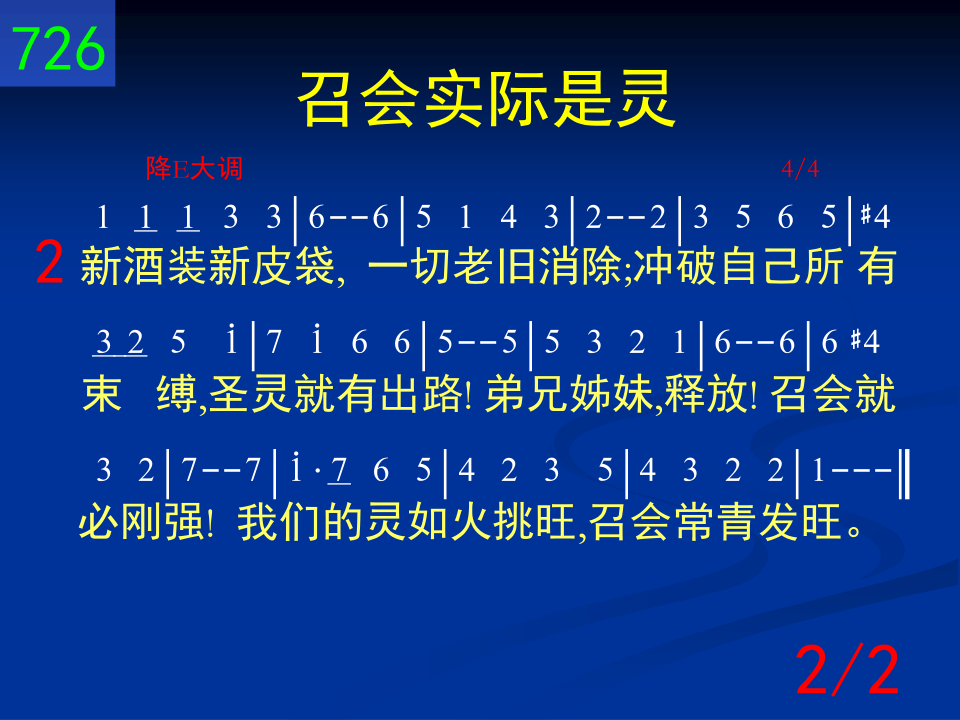 726
召会实际是灵
降E大调 4/4
1 1 1 3 3|6--6|5 1 4 3|2--2|3 5 6 5|#4
2 新酒装新皮袋, 一切老旧消除;冲破自己所 有
3 2 5 i|7 i 6 6|5--5|5 3 2 1|6--6|6 #4
束 缚,圣灵就有出路! 弟兄姊妹,释放! 召会就
3 2|7--7|i·7 6 5|4 2 3 5|4 3 2 2|1---‖
必刚强! 我们的灵如火挑旺,召会常青发旺。
2/2